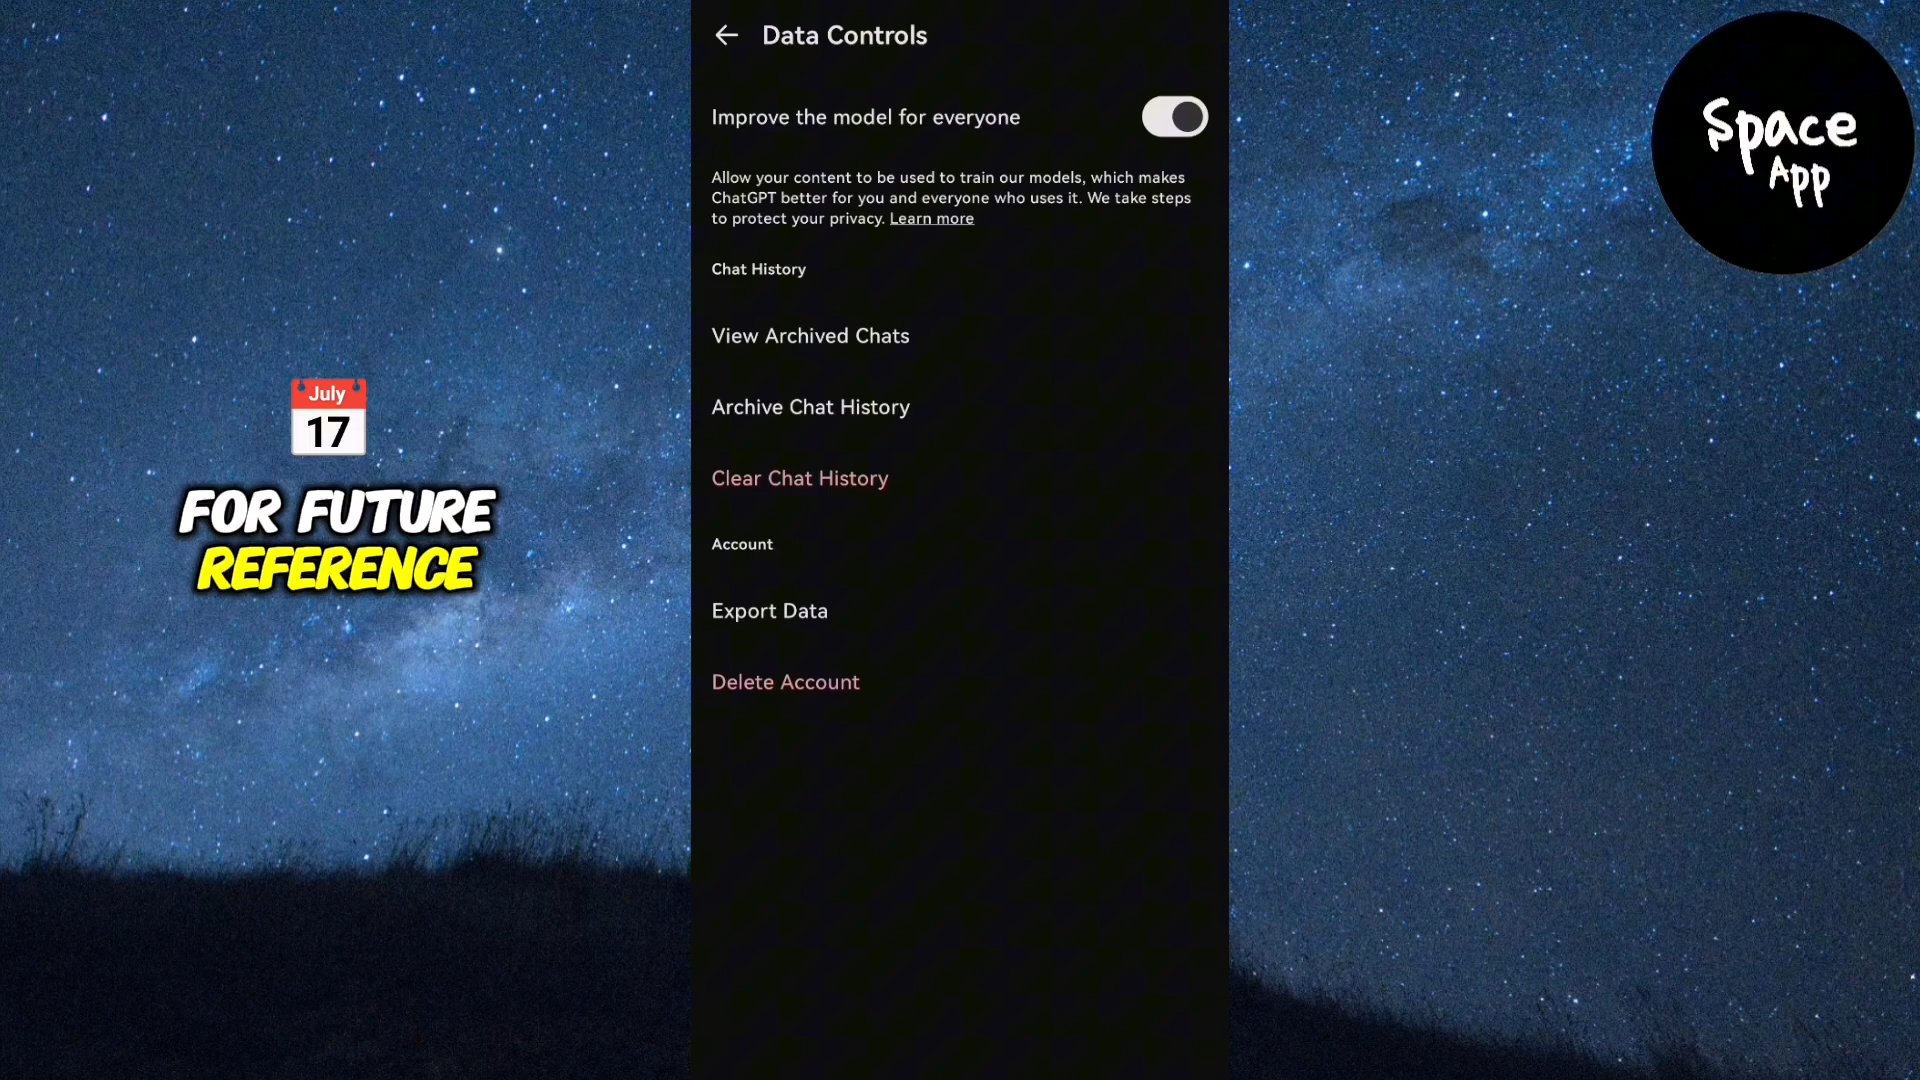 Data Controls
Improve the model for everyone
Allow your content to be used to train our models, which makes
ChatGPT better for you and everyone who uses it. We take steps
to protect your privacy. Learn more
Chat History
View Archived Chats
Archive Chat History
Clear Chat History
Account
Export Data
Delete Account
July
17
FOR FUTURE
REFERENCE
Space
App